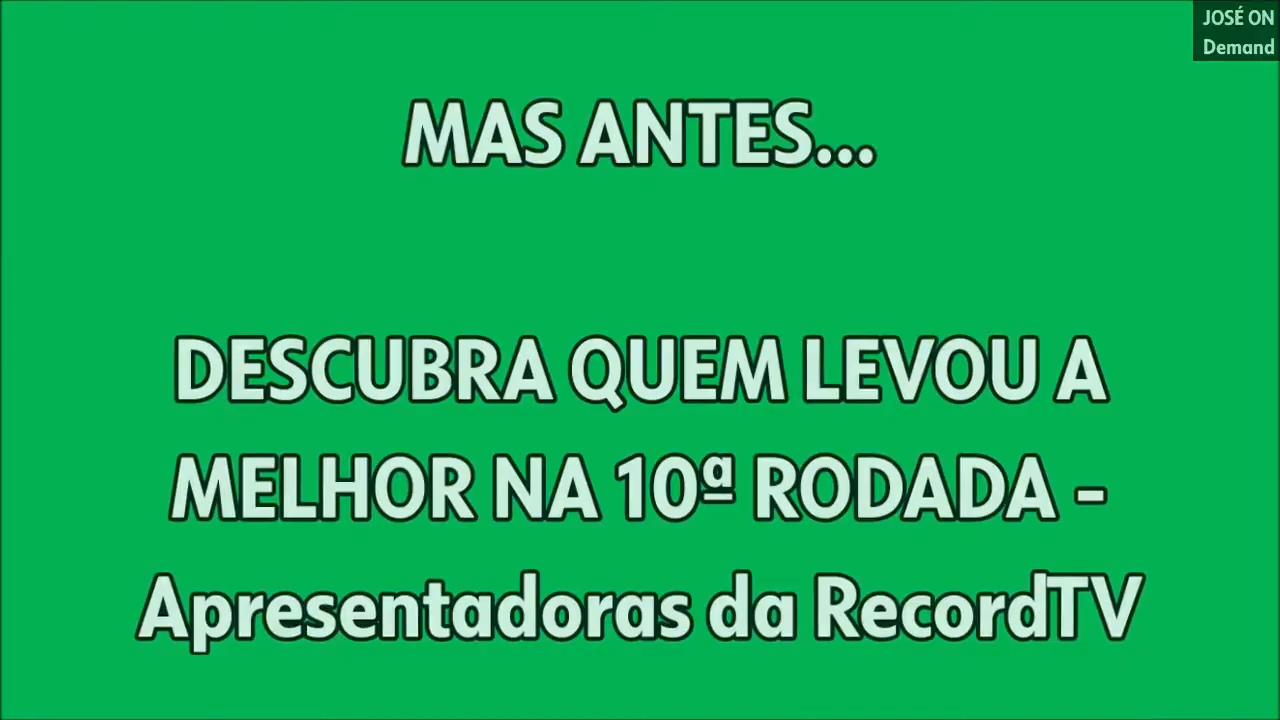 JOSÉ ON
Demand
MAS ANTES...
DESCUBRA QUEM LEVOU A
MELHOR NA 10ª RODADA -
Apresentadoras da RecordTV